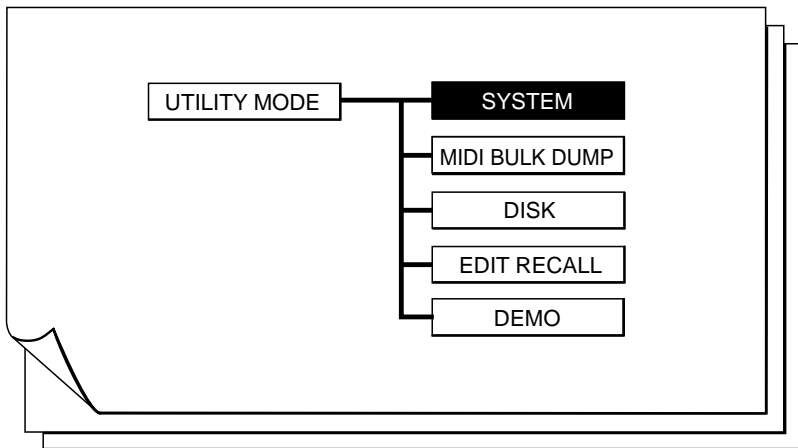 UTILITY MODE
SYSTEM
MIDI BULK DUMP
DISK
EDIT RECALL
DEMO